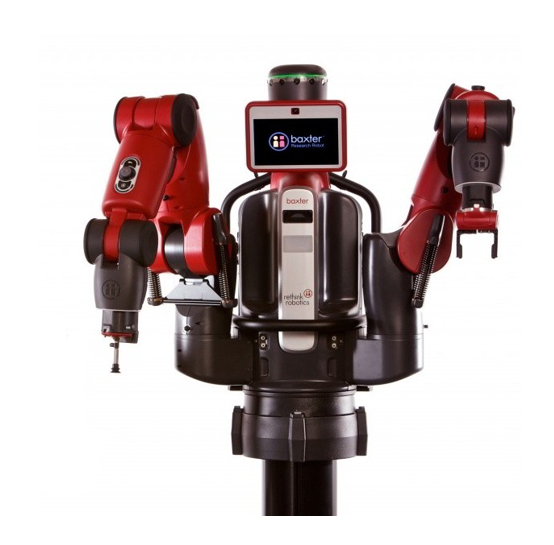 baxter
Research Robot
baxter
rethink
robotics